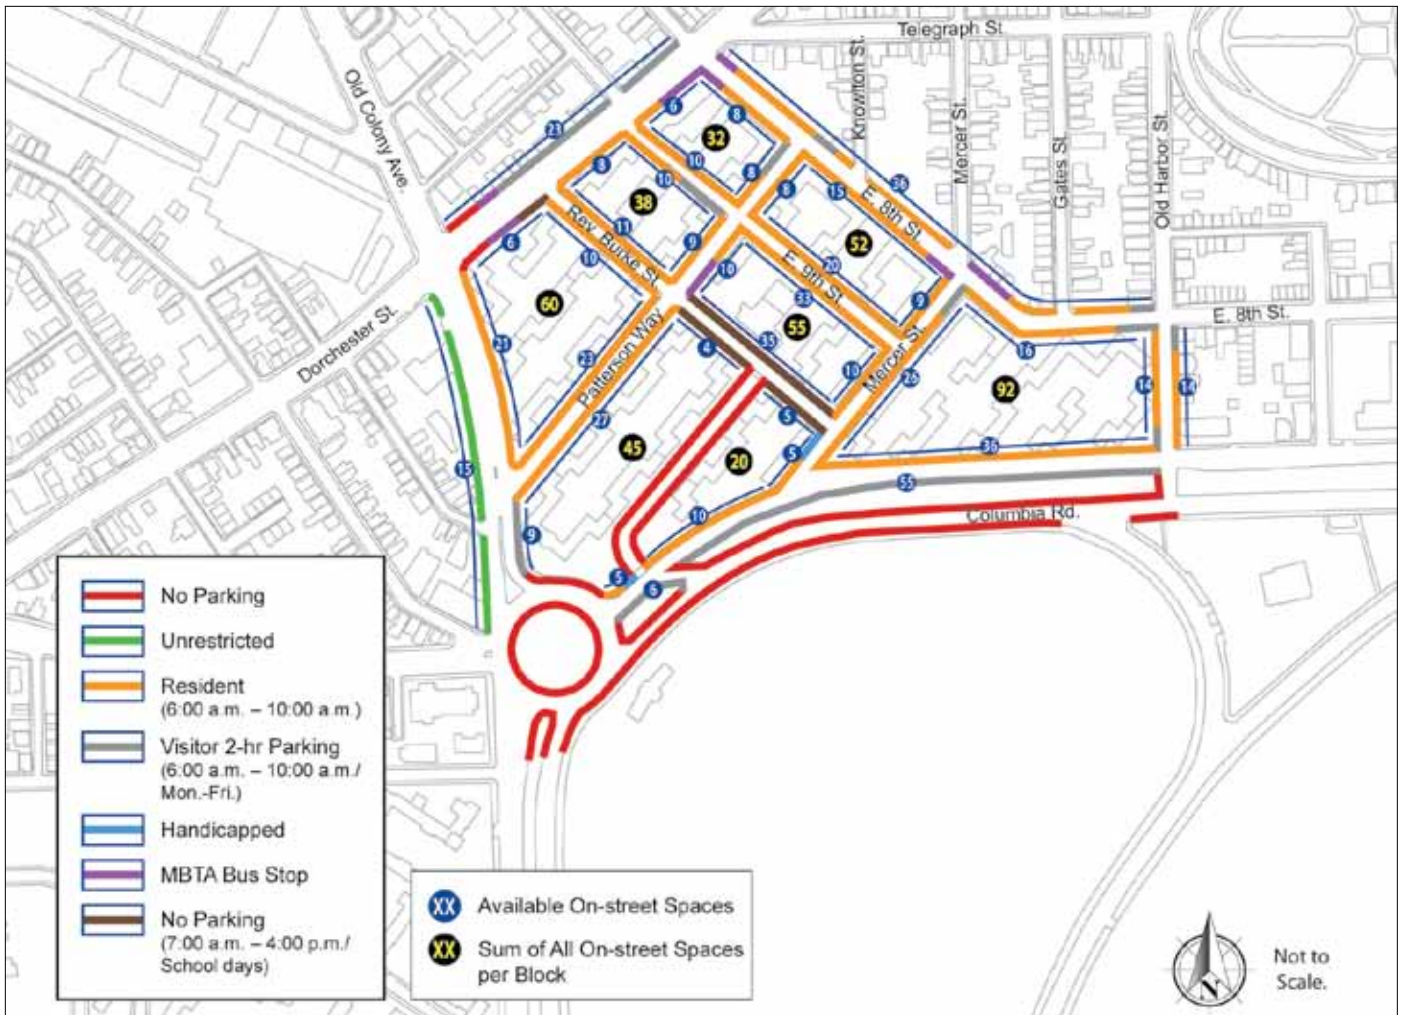 Telegraph St.
Old Colony Ave.
Knowlton St.
Mercer St.
Gates St.
Old Harbor St.
23
6
8
32
10
8
8
10
38
11
9
Rev. Burke St.
8
15
36
E. 8th St.
52
20
9
E. 9th St.
6
10
60
21
23
Patterson Way
10
33
55
35
10
Mercer St.
E. 8th St.
16
26
92
14
14
36
Dorchester St.
4
27
45
5
5
20
10
9
5
6
15
55
Columbia Rd.
No Parking
Unrestricted
Resident
(6:00 a.m. – 10:00 a.m.)
Visitor 2-hr Parking
(6:00 a.m. – 10:00 a.m./
Mon.-Fri.)
Handicapped
MBTA Bus Stop
No Parking
(7:00 a.m. – 4:00 p.m./
School days)
XX Available On-street Spaces
XX Sum of All On-street Spaces
per Block
N
Not to
Scale.